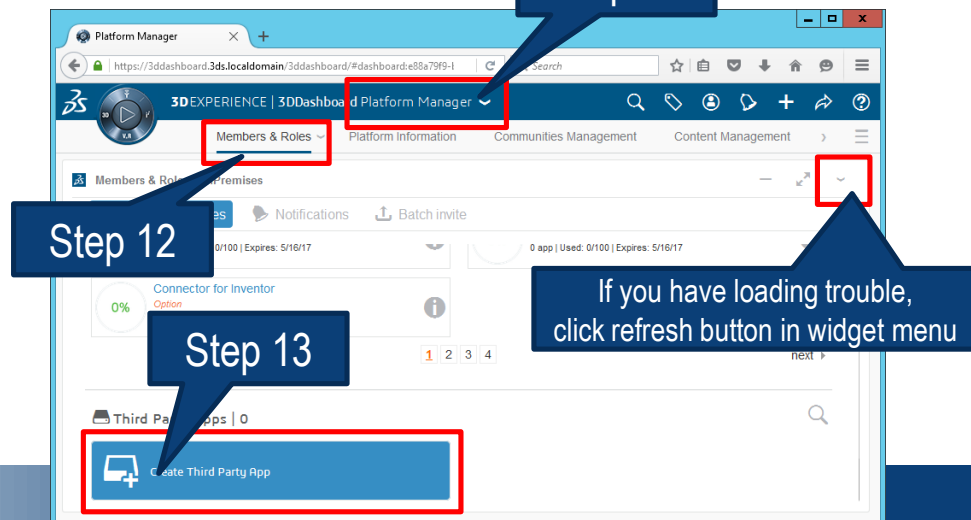 Platform Manager
https://3ddashboard.3ds.localdomain/3ddashboard/#dashboard:e88a79f9-
Search
3DEXPERIENCE | 3DDashboard Platform Manager
Members & Roles
Platform Information
Communities Management
Content Management
Members & Premises
Notifications
Batch invite
Step 12
0/100 | Expires: 5/16/17
0 app | Used: 0/100 | Expires: 5/16/17
If you have loading trouble,
click refresh button in widget menu
0%
Connector for Inventor
Option
Step 13
1 2 3 4
next
Third Pa pps | 0
Create Third Party App